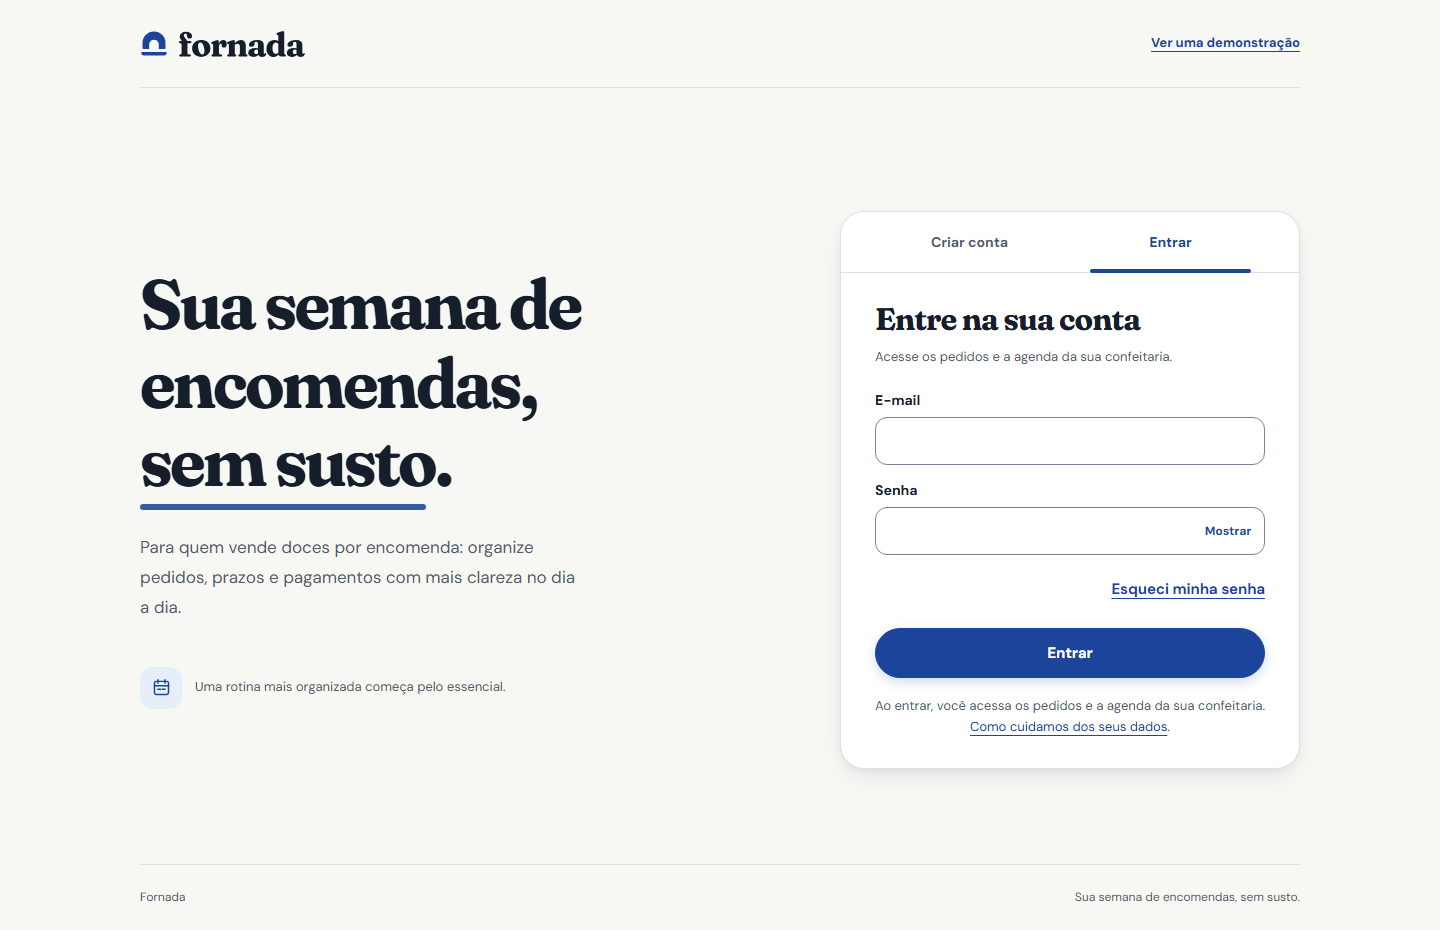 fornada
Ver uma demonstração
Sua semana de
encomendas,
sem susto.
Para quem vende doces por encomenda: organize
pedidos, prazos e pagamentos com mais clareza no dia
a dia.
Uma rotina mais organizada começa pelo essencial.
Criar conta
Entrar
Entre na sua conta
Acesse os pedidos e a agenda da sua confeitaria.
E-mail
Senha
Mostrar
Esqueci minha senha
Entrar
Ao entrar, você acessa os pedidos e a agenda da sua confeitaria.
Como cuidamos dos seus dados.
Fornada
Sua semana de encomendas, sem susto.